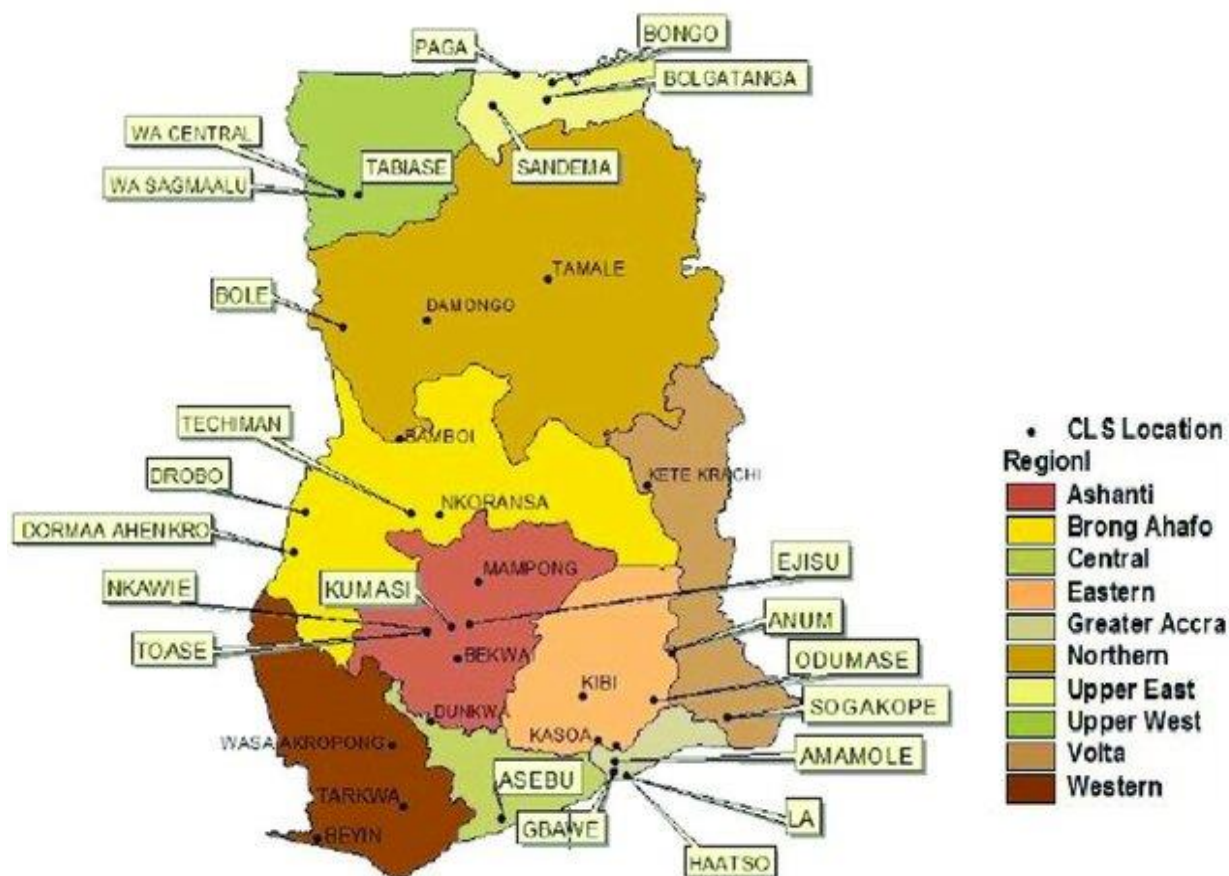 PAGA
BONGO
BOLGATANGA
WA CENTRAL
TABIASE
SANDEMA
WA SAGMAALU
TAMALE
BOLE
DAMONGO
TECHIMAN
BAMBOI
DROBO
NKORANSA
KETE KRACHI
DORMAA AHENKRO
MAMPONG
EJISU
NKAWIE
KUMASI
ANUM
TOASE
BEKWAI
ODUMASE
KIBI
SOGAKOPE
DUNKWA
KASOA
WASA AKROPONG
AMAMOLE
ASEBU
TARKWA
GBAWE
LA
BEYIN
HAATSO
CLS Location
Regionl
Ashanti
Brong Ahafo
Central
Eastern
Greater Accra
Northern
Upper East
Upper West
Volta
Western